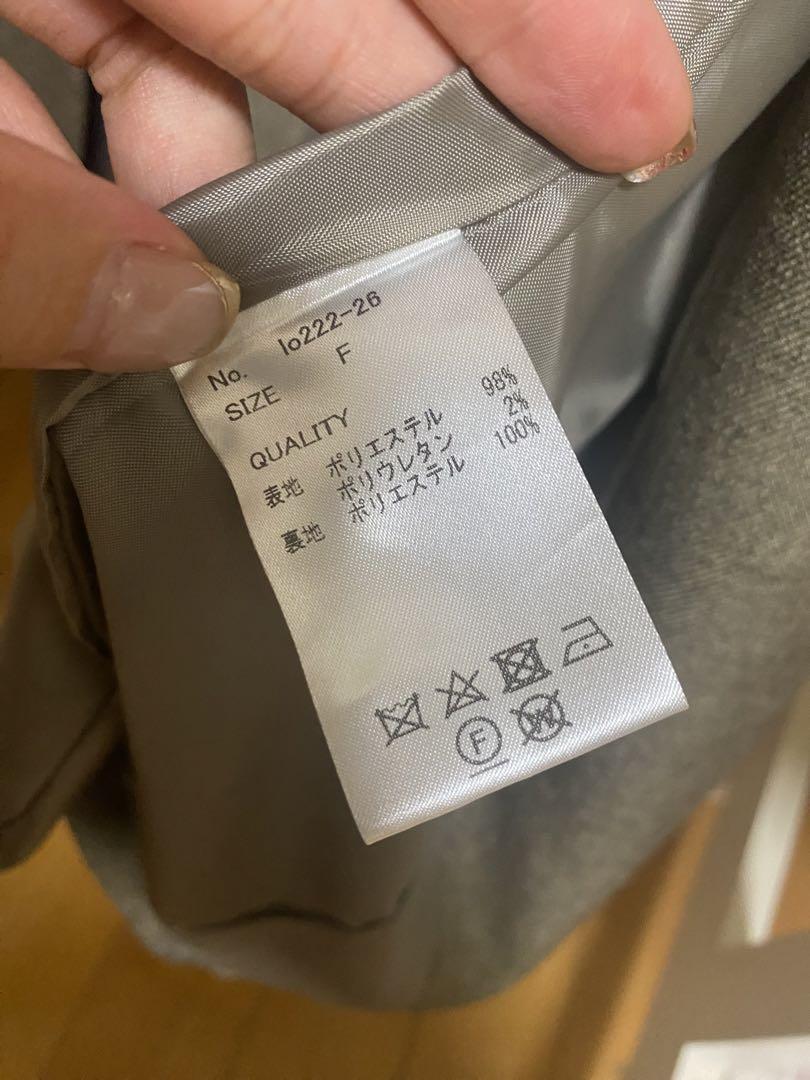 No. lo222-26
SIZE F
QUALITY
表地 ポリエステル 98%
ポリウレタン 2%
裏地 ポリエステル 100%
F
W